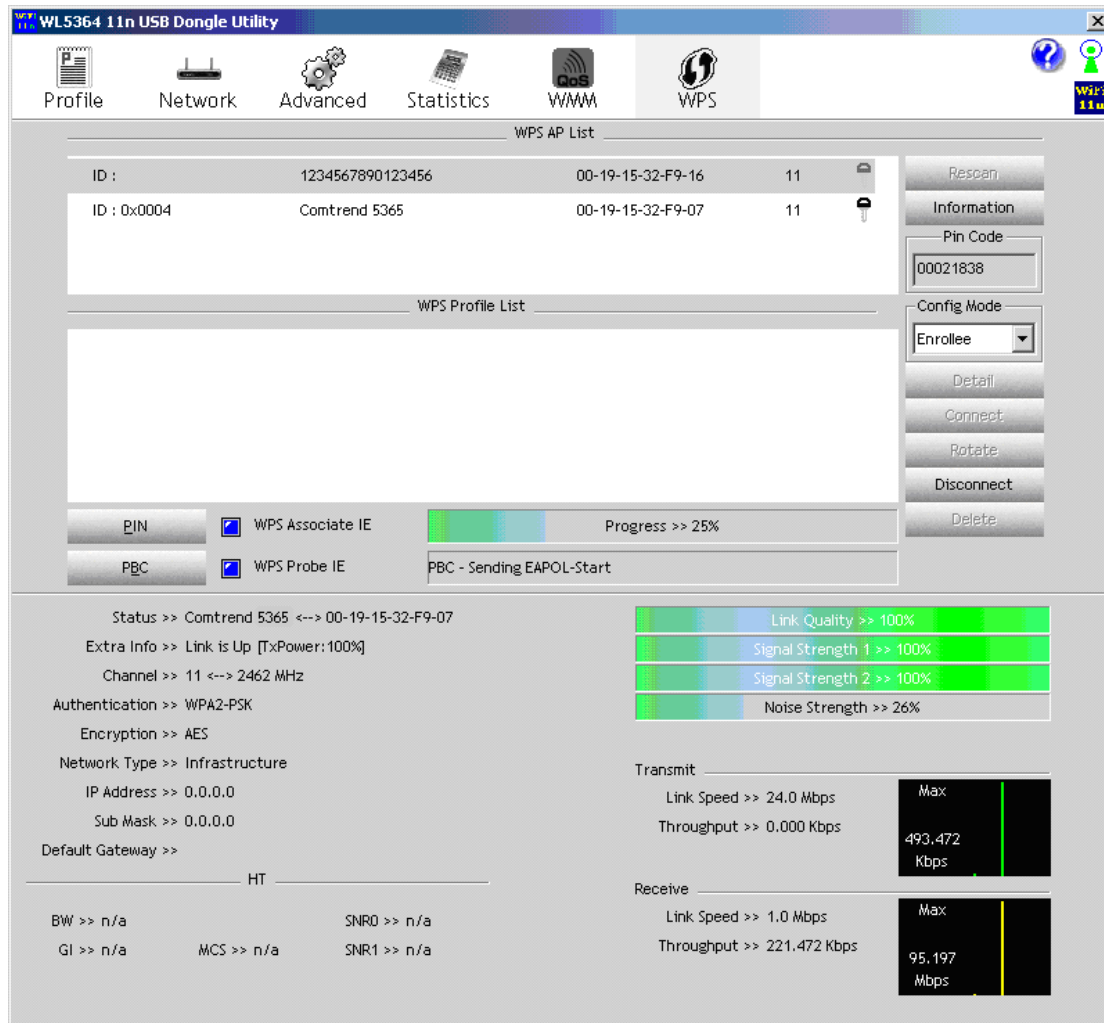 WiFi 11n WL5364 11n USB Dongle Utility
Profile Network Advanced Statistics QoS WMM WPS
WiFi 11n
WPS AP List
ID : 1234567890123456 00-19-15-32-F9-16 11 Rescan
ID : 0x0004 Comtrend 5365 00-19-15-32-F9-07 11 Information
Pin Code
00021838
WPS Profile List
Config Mode
Enrollee
Detail
Connect
Rotate
Disconnect
Delete
PIN WPS Associate IE Progress >> 25%
PBC WPS Probe IE PBC - Sending EAPOL-Start
Status >> Comtrend 5365 <--> 00-19-15-32-F9-07
Extra Info >> Link is Up [TxPower:100%]
Channel >> 11 <--> 2462 MHz
Authentication >> WPA2-PSK
Encryption >> AES
Network Type >> Infrastructure
IP Address >> 0.0.0.0
Sub Mask >> 0.0.0.0
Default Gateway >>
HT
BW >> n/a SNR0 >> n/a
GI >> n/a MCS >> n/a SNR1 >> n/a
Link Quality >> 100%
Signal Strength 1 >> 100%
Signal Strength 2 >> 100%
Noise Strength >> 26%
Transmit
Link Speed >> 24.0 Mbps
Throughput >> 0.000 Kbps
Max
493.472
Kbps
Receive
Link Speed >> 1.0 Mbps
Throughput >> 221.472 Kbps
Max
95.197
Mbps